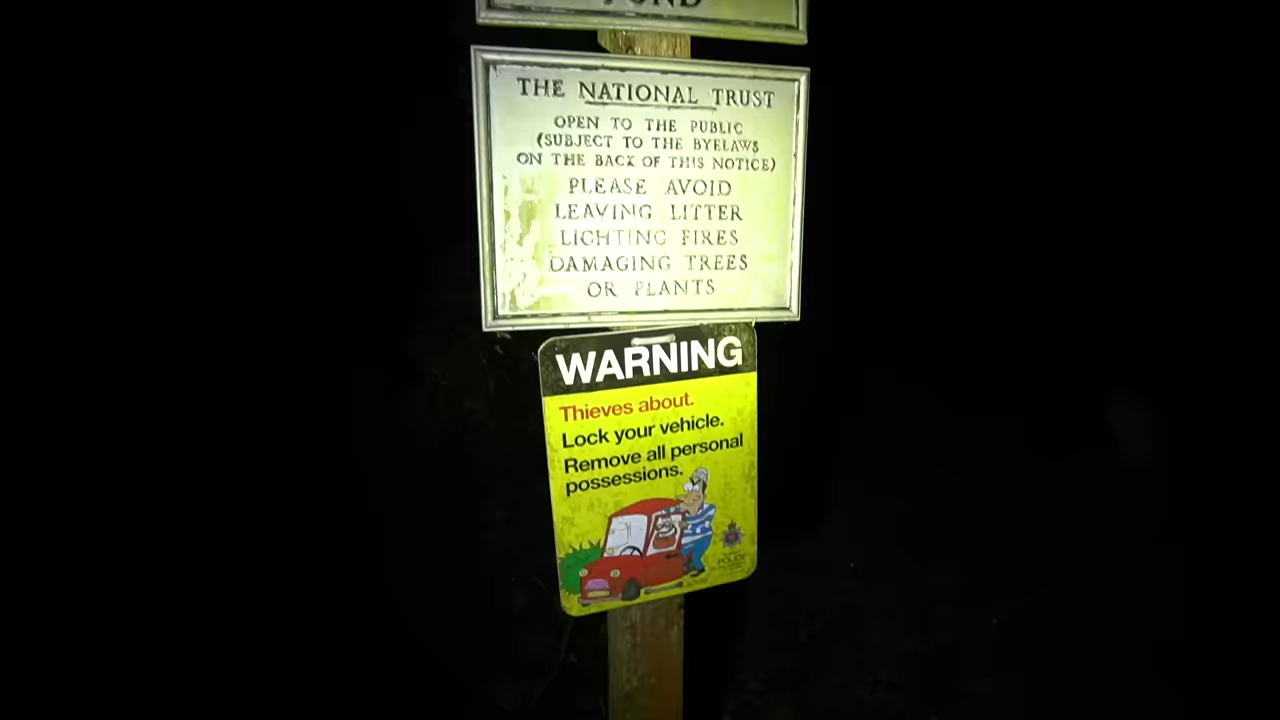 POND
THE NATIONAL TRUST
OPEN TO THE PUBLIC
(SUBJECT TO THE BYELAWS
ON THE BACK OF THIS NOTICE)
PLEASE AVOID
LEAVING LITTER
LIGHTING FIRES
DAMAGING TREES
OR PLANTS
WARNING
Thieves about.
Lock your vehicle.
Remove all personal
possessions.
POLICE